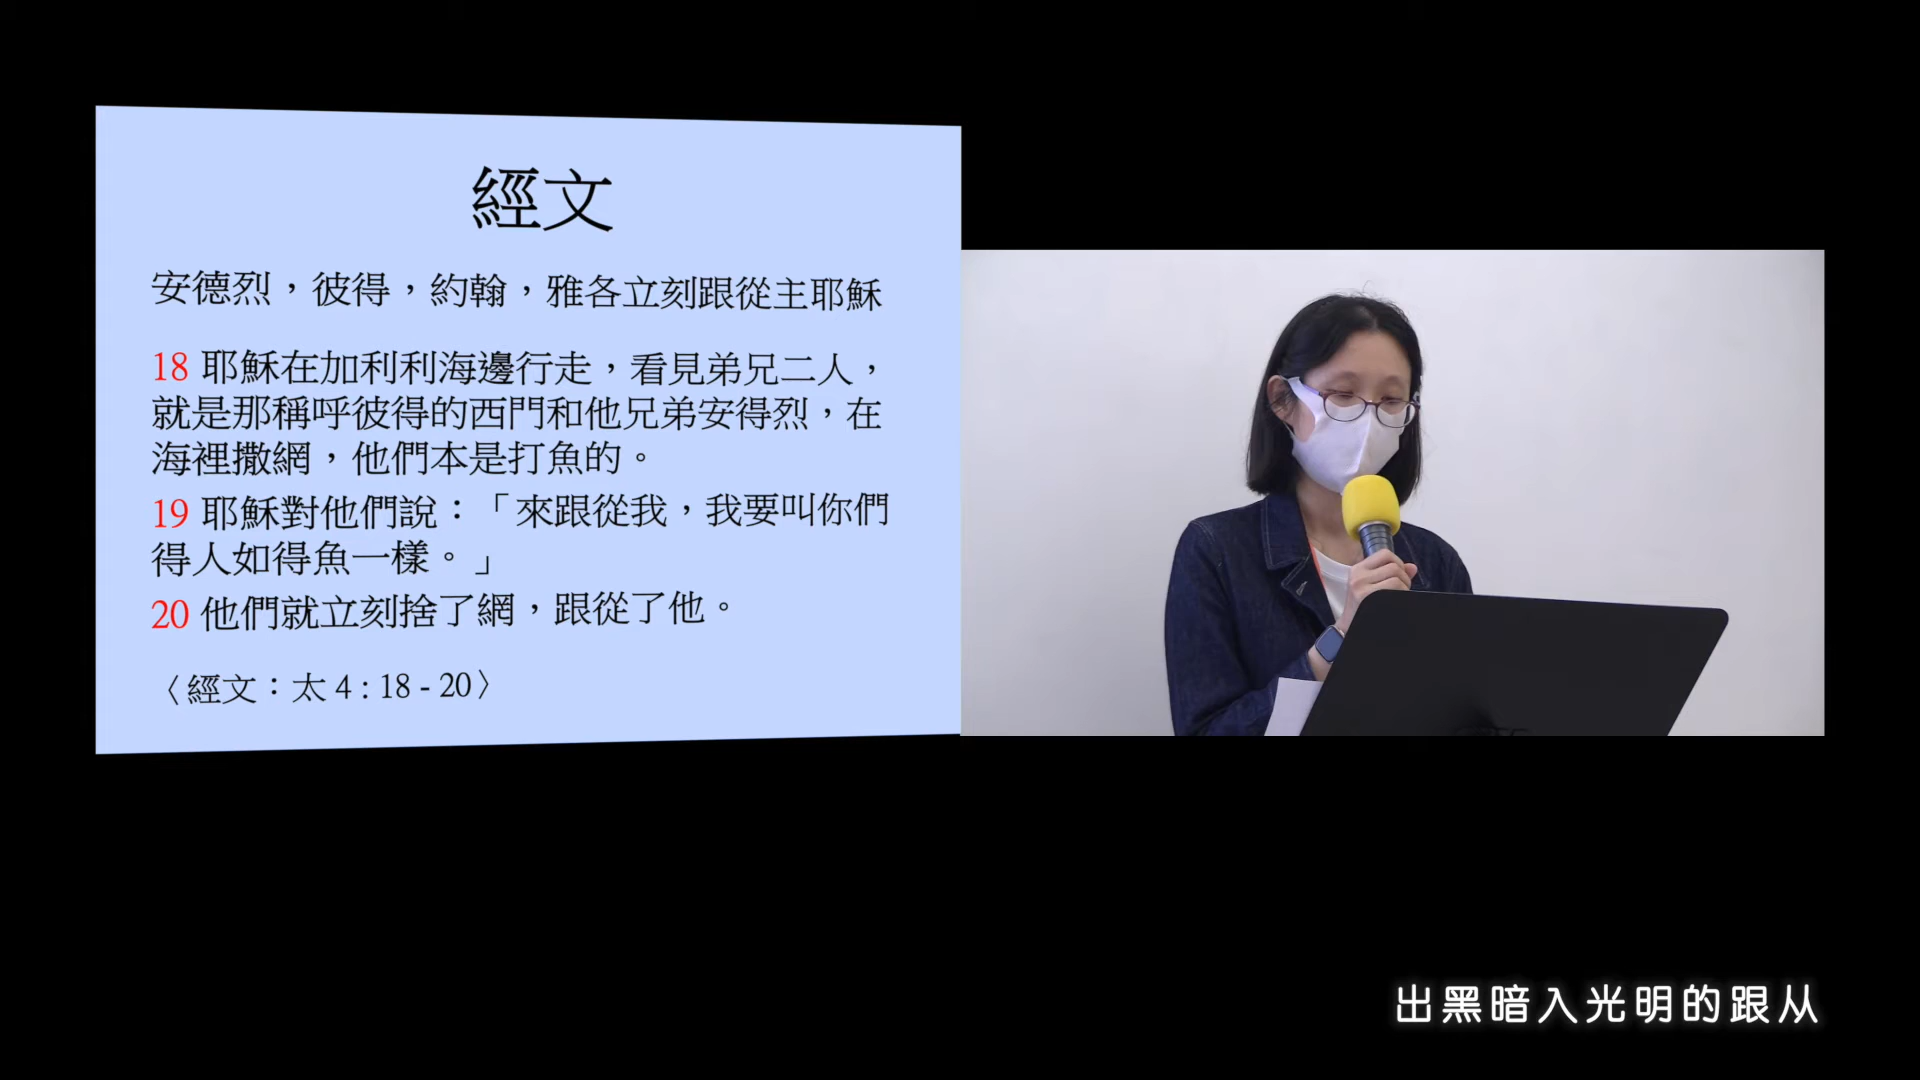 經文
安德烈，彼得，約翰，雅各立刻跟從主耶穌
18 耶穌在加利利海邊行走，看見弟兄二人，
就是那稱呼彼得的西門和他兄弟安得烈，在
海裡撒網，他們本是打魚的。
19 耶穌對他們說：「來跟從我，我要叫你們
得人如得魚一樣。」
20 他們就立刻捨了網，跟從了他。
〈經文：太 4 : 18 - 20〉
出黑暗入光明的跟从